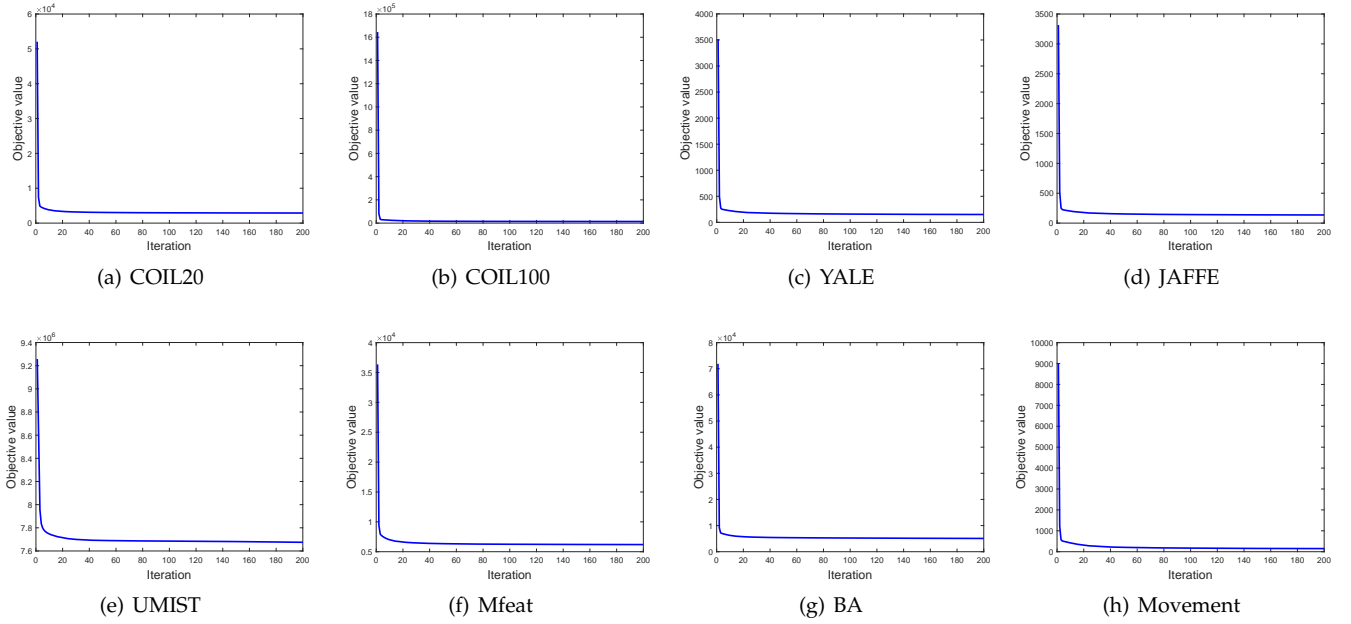 ×10^4
6
5
4
3
2
1
0
Objective value
0 20 40 60 80 100 120 140 160 180 200
Iteration
(a) COIL20
×10^5
18
16
14
12
10
8
6
4
2
0
Objective value
0 20 40 60 80 100 120 140 160 180 200
Iteration
(b) COIL100
4000
3500
3000
2500
2000
1500
1000
500
0
Objective value
0 20 40 60 80 100 120 140 160 180 200
Iteration
(c) YALE
3500
3000
2500
2000
1500
1000
500
0
Objective value
0 20 40 60 80 100 120 140 160 180 200
Iteration
(d) JAFFE
×10^6
9.4
9.2
9
8.8
8.6
8.4
8.2
8
7.8
7.6
Objective value
0 20 40 60 80 100 120 140 160 180 200
Iteration
(e) UMIST
×10^4
4
3.5
3
2.5
2
1.5
1
0.5
Objective value
0 20 40 60 80 100 120 140 160 180 200
Iteration
(f) Mfeat
×10^4
8
7
6
5
4
3
2
1
0
Objective value
0 20 40 60 80 100 120 140 160 180 200
Iteration
(g) BA
10000
9000
8000
7000
6000
5000
4000
3000
2000
1000
0
Objective value
0 20 40 60 80 100 120 140 160 180 200
Iteration
(h) Movement